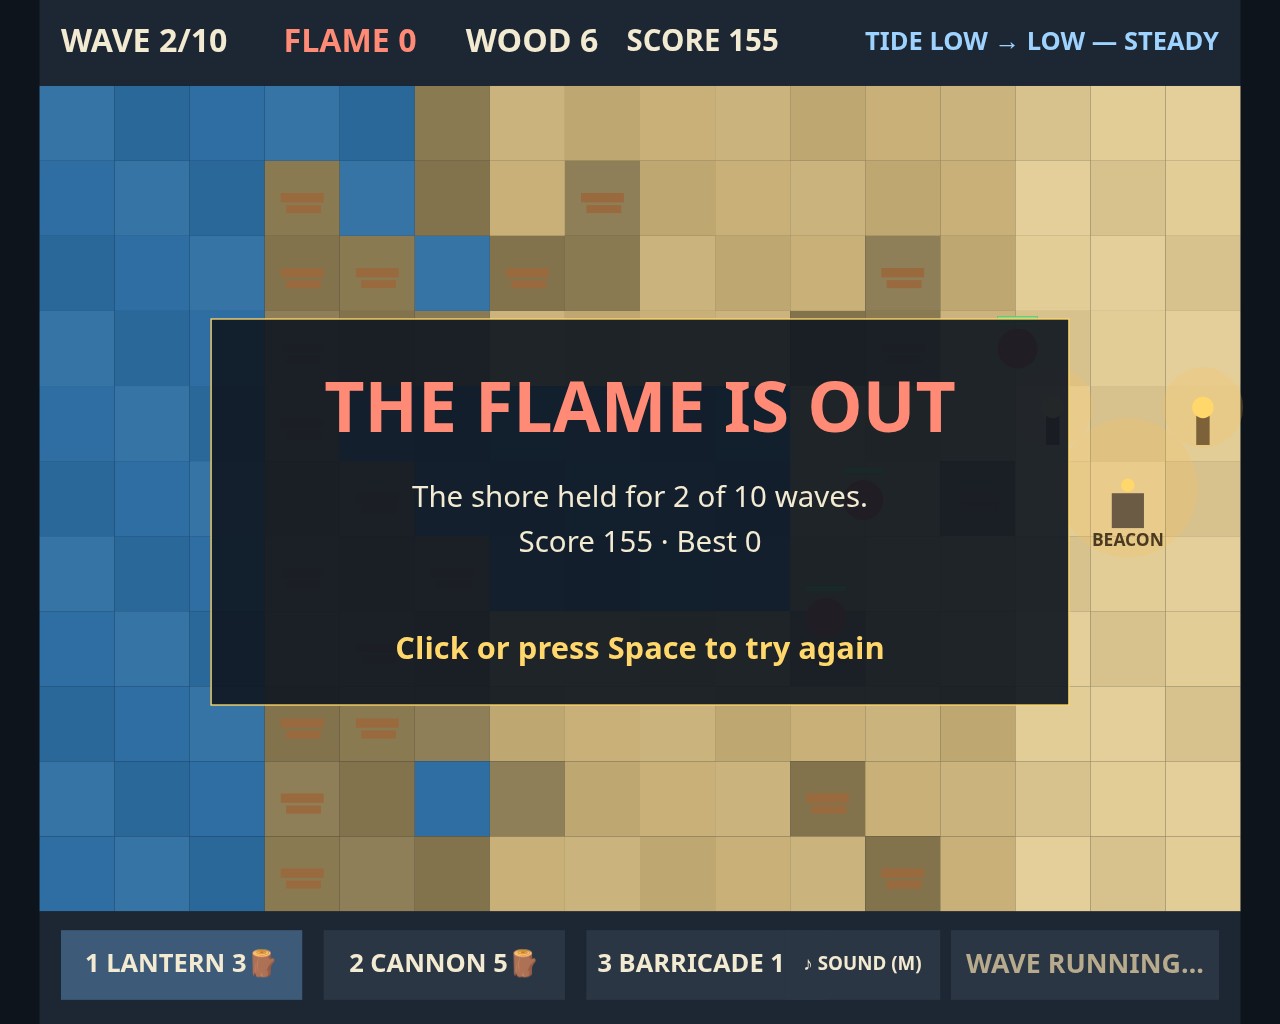 WAVE 2/10 FLAME 0 WOOD 6 SCORE 155 TIDE LOW → LOW — STEADY
THE FLAME IS OUT
The shore held for 2 of 10 waves.
Score 155 · Best 0
BEACON
Click or press Space to try again
1 LANTERN 3🪵 2 CANNON 5🪵 3 BARRICADE 1 ♪ SOUND (M) WAVE RUNNING...